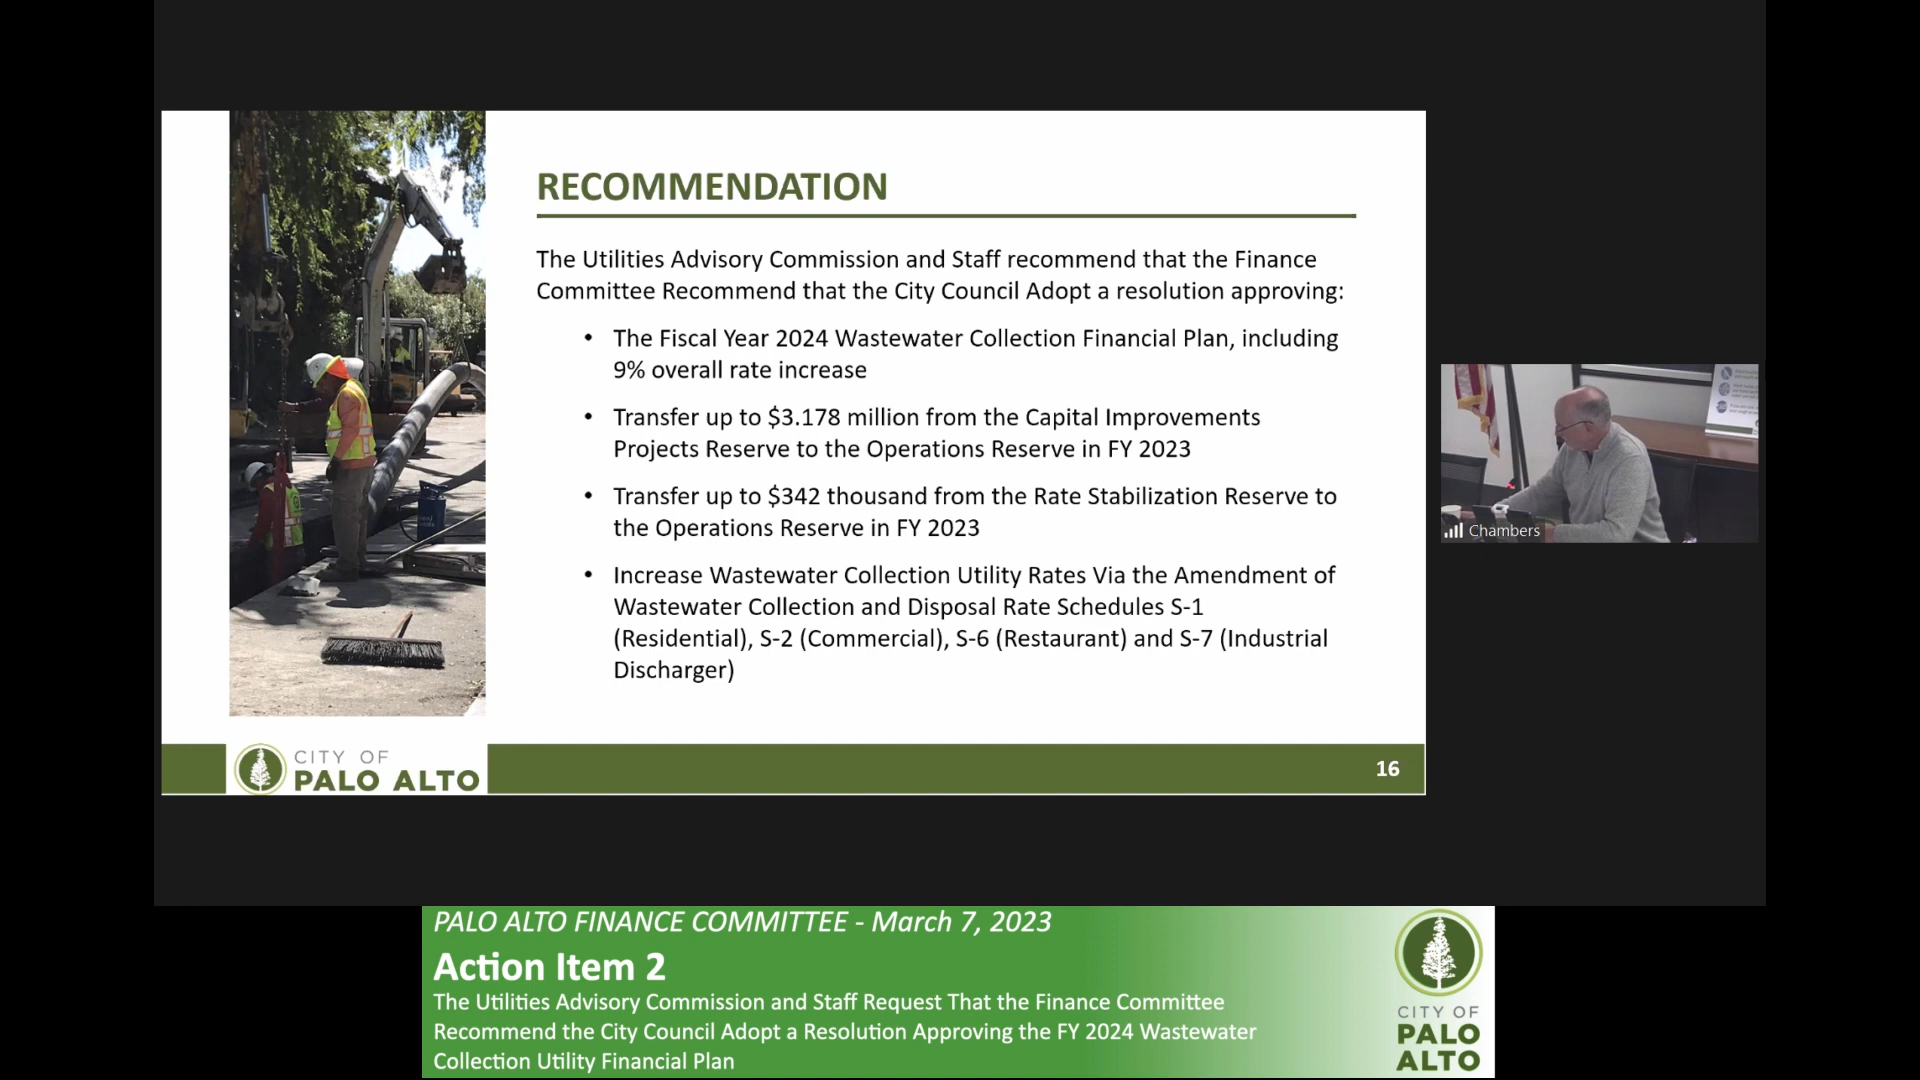 RECOMMENDATION
The Utilities Advisory Commission and Staff recommend that the Finance
Committee Recommend that the City Council Adopt a resolution approving:
• The Fiscal Year 2024 Wastewater Collection Financial Plan, including
9% overall rate increase
• Transfer up to $3.178 million from the Capital Improvements
Projects Reserve to the Operations Reserve in FY 2023
• Transfer up to $342 thousand from the Rate Stabilization Reserve to
the Operations Reserve in FY 2023
• Increase Wastewater Collection Utility Rates Via the Amendment of
Wastewater Collection and Disposal Rate Schedules S-1
(Residential), S-2 (Commercial), S-6 (Restaurant) and S-7 (Industrial
Discharger)
CITY OF
PALO ALTO
16
Chambers
PALO ALTO FINANCE COMMITTEE - March 7, 2023
Action Item 2
The Utilities Advisory Commission and Staff Request That the Finance Committee
Recommend the City Council Adopt a Resolution Approving the FY 2024 Wastewater
Collection Utility Financial Plan
CITY OF
PALO
ALTO